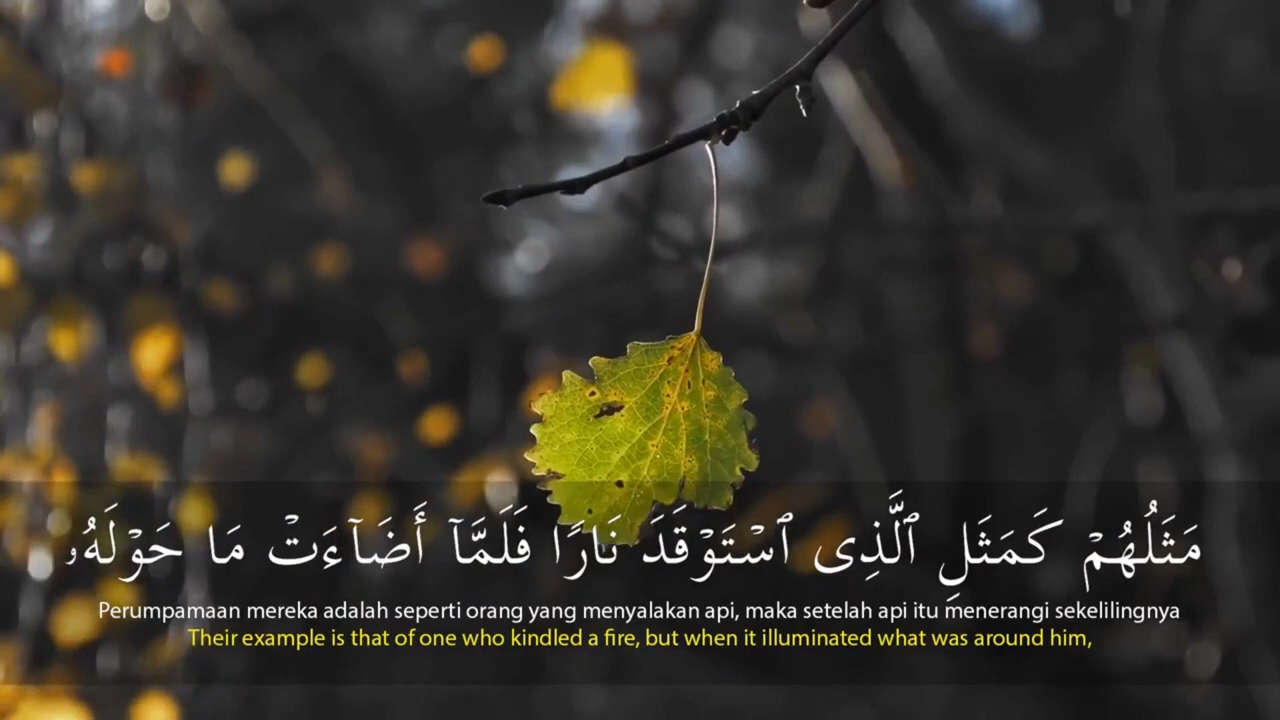 مَثَلُهُمْ كَمَثَلِ ٱلَّذِى ٱسْتَوْقَدَ نَارًا فَلَمَّآ أَضَآءَتْ مَا حَوْلَهُۥ
Perumpamaan mereka adalah seperti orang yang menyalakan api, maka setelah api itu menerangi sekelilingnya
Their example is that of one who kindled a fire, but when it illuminated what was around him,